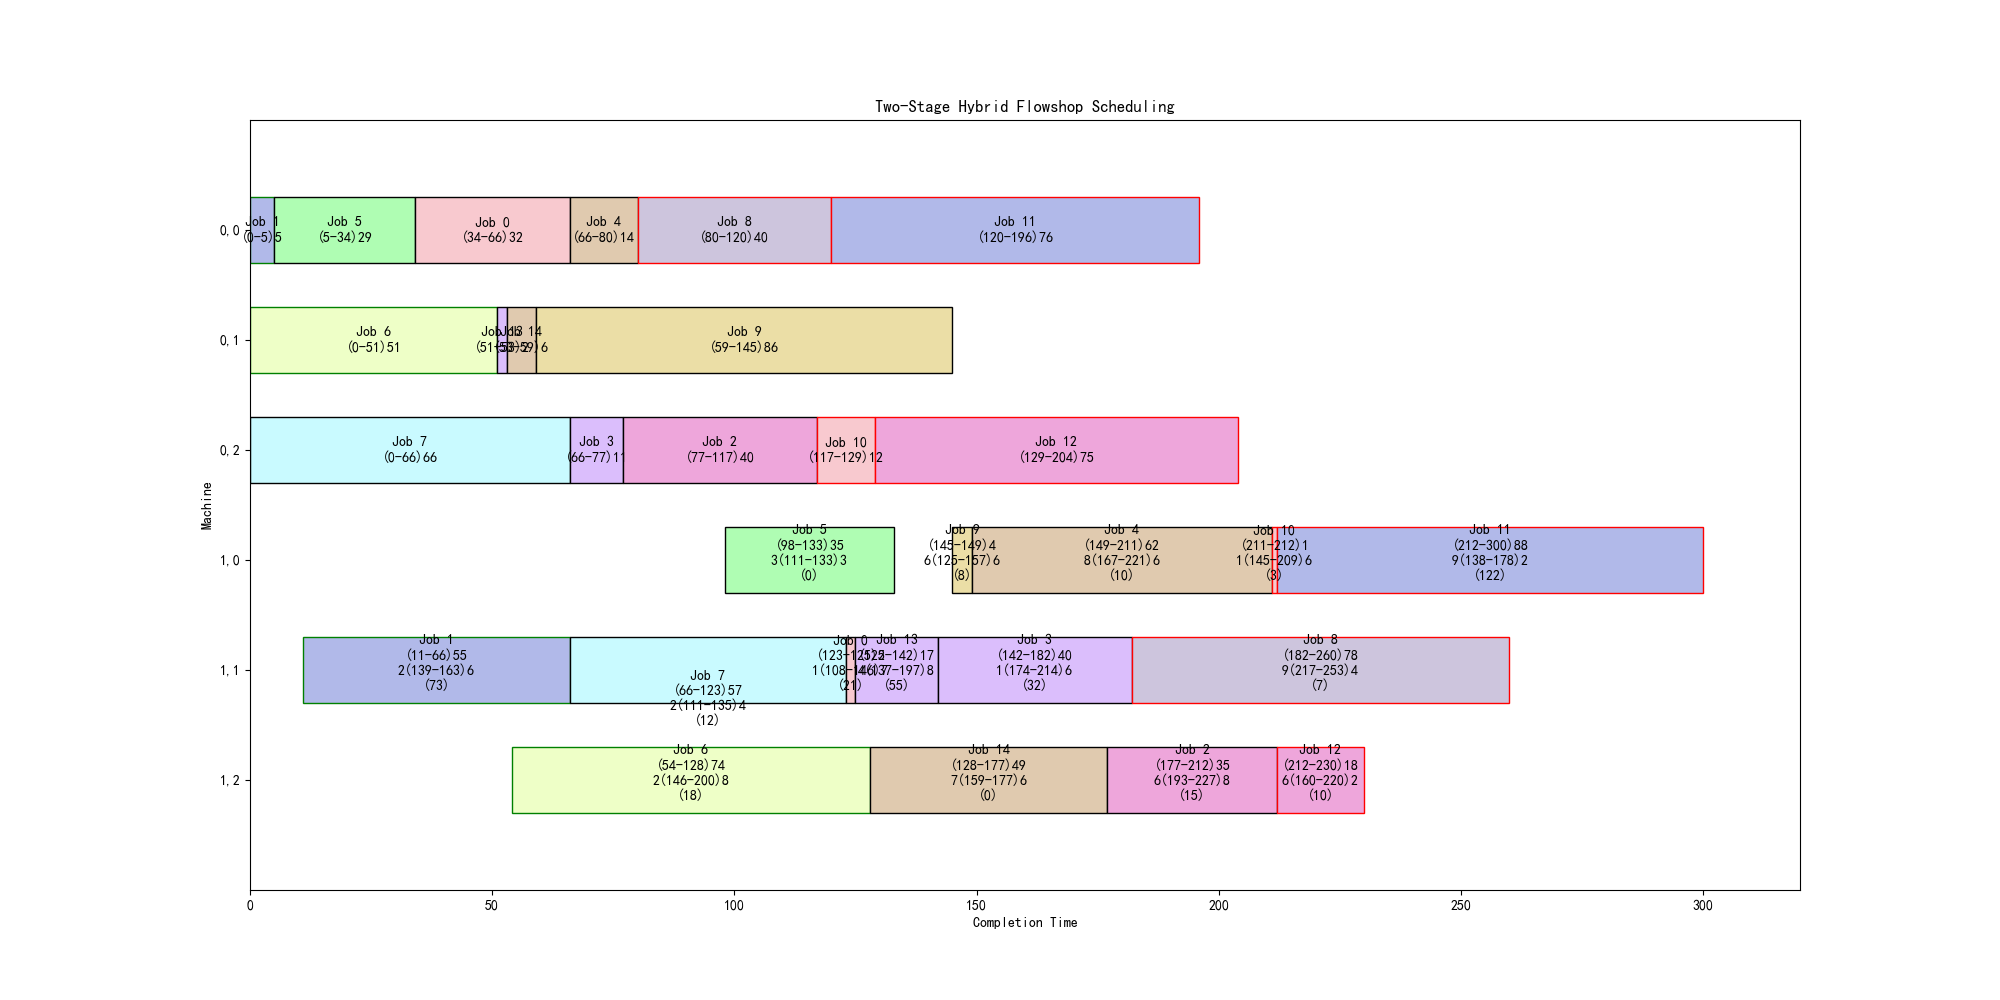 Two-Stage Hybrid Flowshop Scheduling
Machine
0,0
Job 1
(0-5)5
Job 5
(5-34)29
Job 0
(34-66)32
Job 4
(66-80)14
Job 8
(80-120)40
Job 11
(120-196)76
0,1
Job 6
(0-51)51
Job 13
(51-53)2
Job 14
(53-59)6
Job 9
(59-145)86
0,2
Job 7
(0-66)66
Job 3
(66-77)11
Job 2
(77-117)40
Job 10
(117-129)12
Job 12
(129-204)75
1,0
Job 5
(98-133)35
3(111-133)3
(0)
Job 9
(145-149)4
6(125-157)6
(8)
Job 4
(149-211)62
8(167-221)6
(10)
Job 10
(211-212)1
1(145-209)6
(3)
Job 11
(212-300)88
9(138-178)2
(122)
1,1
Job 1
(11-66)55
2(139-163)6
(73)
Job 7
(66-123)57
2(111-135)4
(12)
Job 0
(123-125)2
(21)
Job 13
(125-142)17
(55)
Job 3
(142-182)40
1(174-214)6
(32)
Job 8
(182-260)78
9(217-253)4
(7)
1,2
Job 6
(54-128)74
2(146-200)8
(18)
Job 14
(128-177)49
7(159-177)6
(0)
Job 2
(177-212)35
6(193-227)8
(15)
Job 12
(212-230)18
6(160-220)2
(10)
0
50
100
150
200
250
300
Completion Time